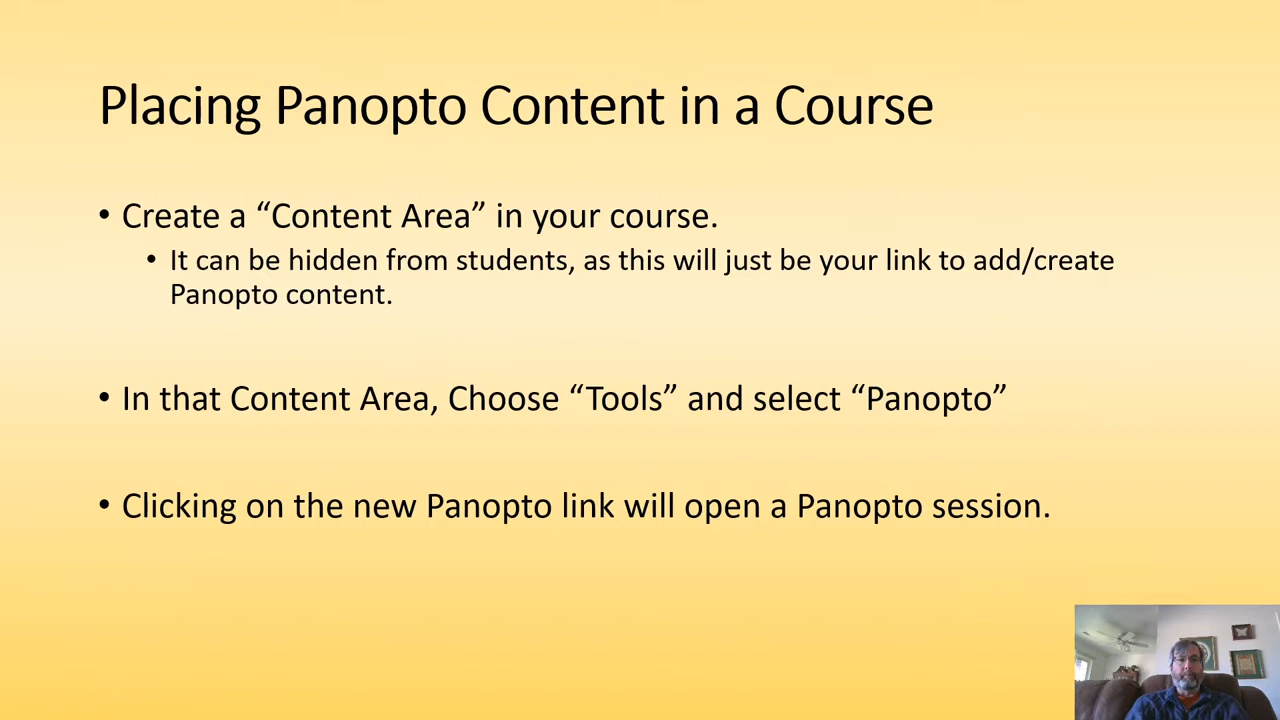 Placing Panopto Content in a Course
• Create a “Content Area” in your course.
• It can be hidden from students, as this will just be your link to add/create
Panopto content.
• In that Content Area, Choose “Tools” and select “Panopto”
• Clicking on the new Panopto link will open a Panopto session.